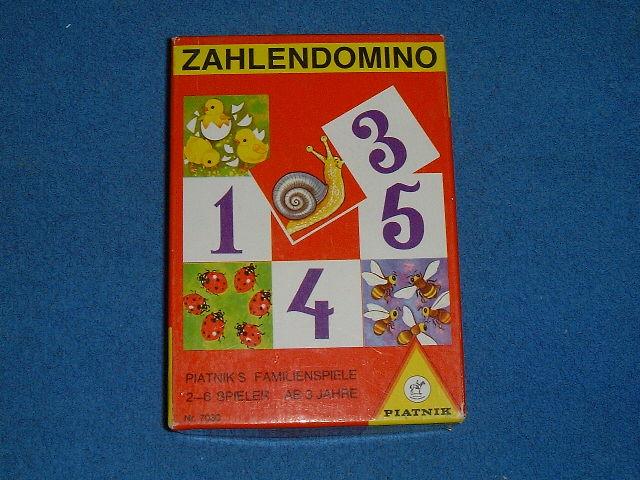 ZAHLENDOMINO
3
1
5
4
PIATNIK'S FAMILIENSPIELE
2-6 SPIELER AB 3 JAHRE
Nr. 7030
PIATNIK